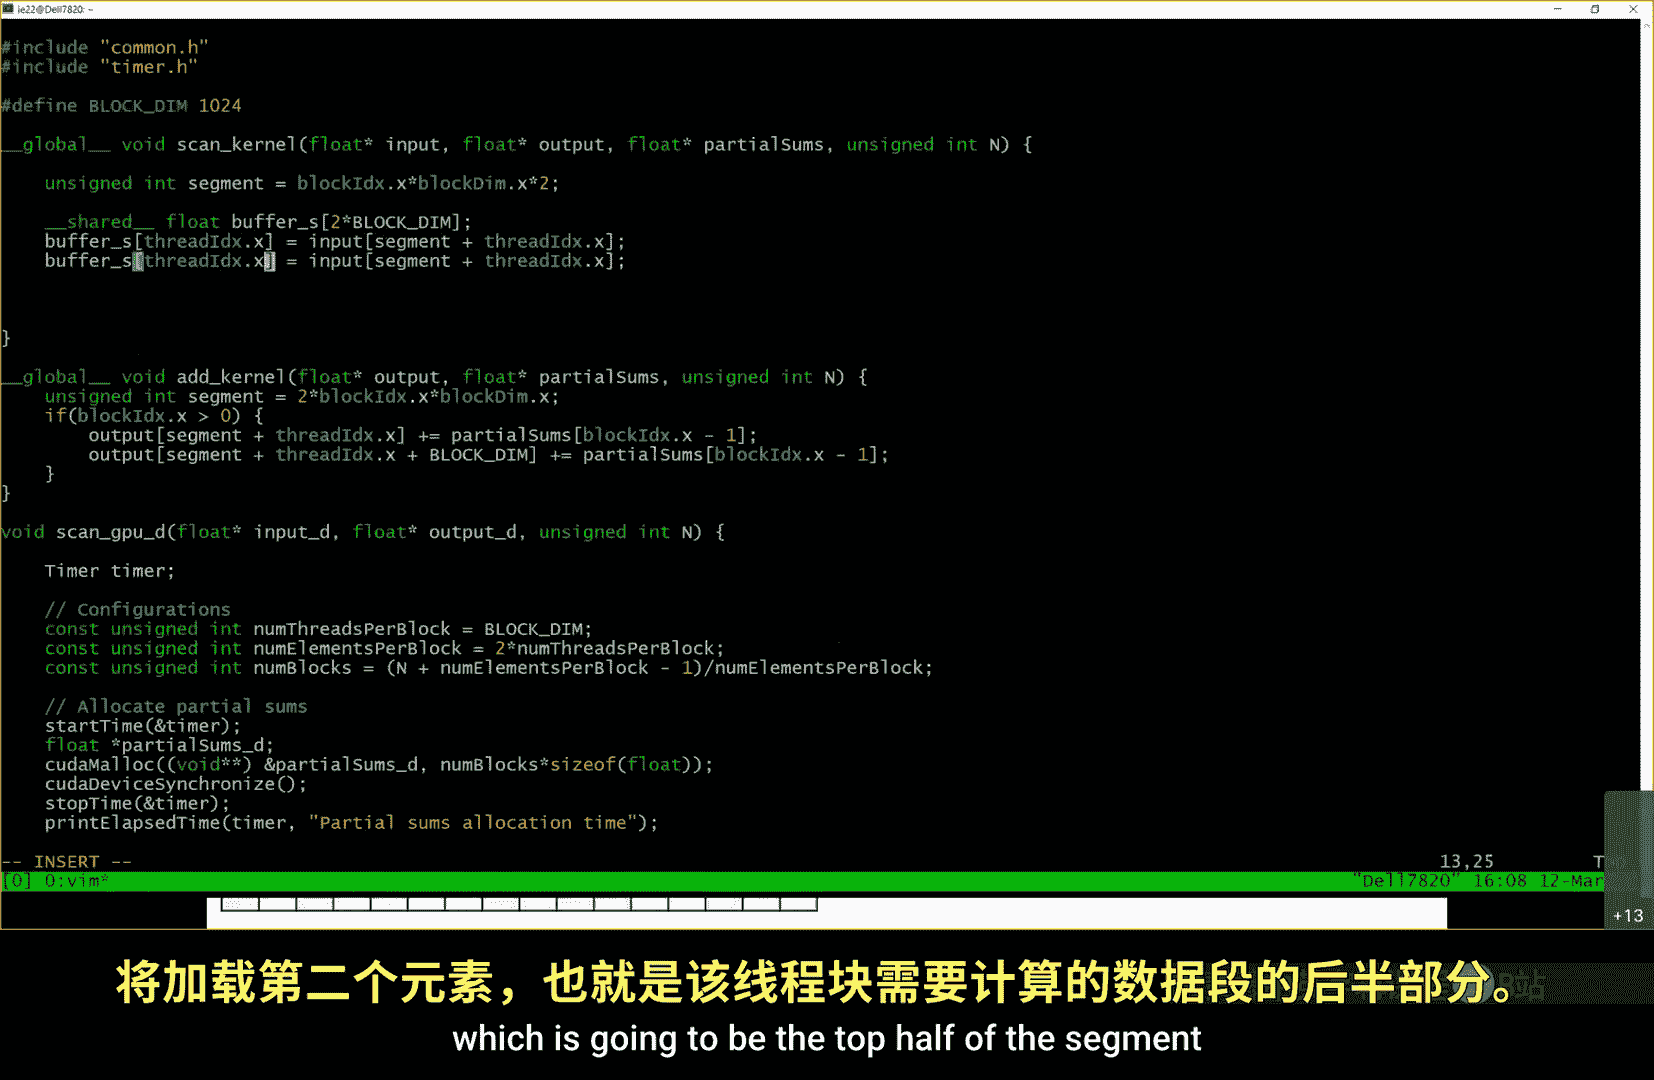 ie22@Dell7820: ~
#include "common.h"
#include "timer.h"
#define BLOCK_DIM 1024
__global__ void scan_kernel(float* input, float* output, float* partialSums, unsigned int N) {
unsigned int segment = blockIdx.x*blockDim.x*2;
__shared__ float buffer_s[2*BLOCK_DIM];
buffer_s[threadIdx.x] = input[segment + threadIdx.x];
buffer_s[threadIdx.x] = input[segment + threadIdx.x];
}
__global__ void add_kernel(float* output, float* partialSums, unsigned int N) {
unsigned int segment = 2*blockIdx.x*blockDim.x;
if(blockIdx.x > 0) {
output[segment + threadIdx.x] += partialSums[blockIdx.x - 1];
output[segment + threadIdx.x + BLOCK_DIM] += partialSums[blockIdx.x - 1];
}
}
void scan_gpu_d(float* input_d, float* output_d, unsigned int N) {
Timer timer;
// Configurations
const unsigned int numThreadsPerBlock = BLOCK_DIM;
const unsigned int numElementsPerBlock = 2*numThreadsPerBlock;
const unsigned int numBlocks = (N + numElementsPerBlock - 1)/numElementsPerBlock;
// Allocate partial sums
startTime(&timer);
float *partialSums_d;
cudaMalloc((void**) &partialSums_d, numBlocks*sizeof(float));
cudaDeviceSynchronize();
stopTime(&timer);
printElapsedTime(timer, "Partial sums allocation time");
-- INSERT -- 13,25 T
[0] 0:vim* "Dell7820" 16:08 12-Mar
+13
将加载第二个元素，也就是该线程块需要计算的数据段的后半部分。
which is going to be the top half of the segment